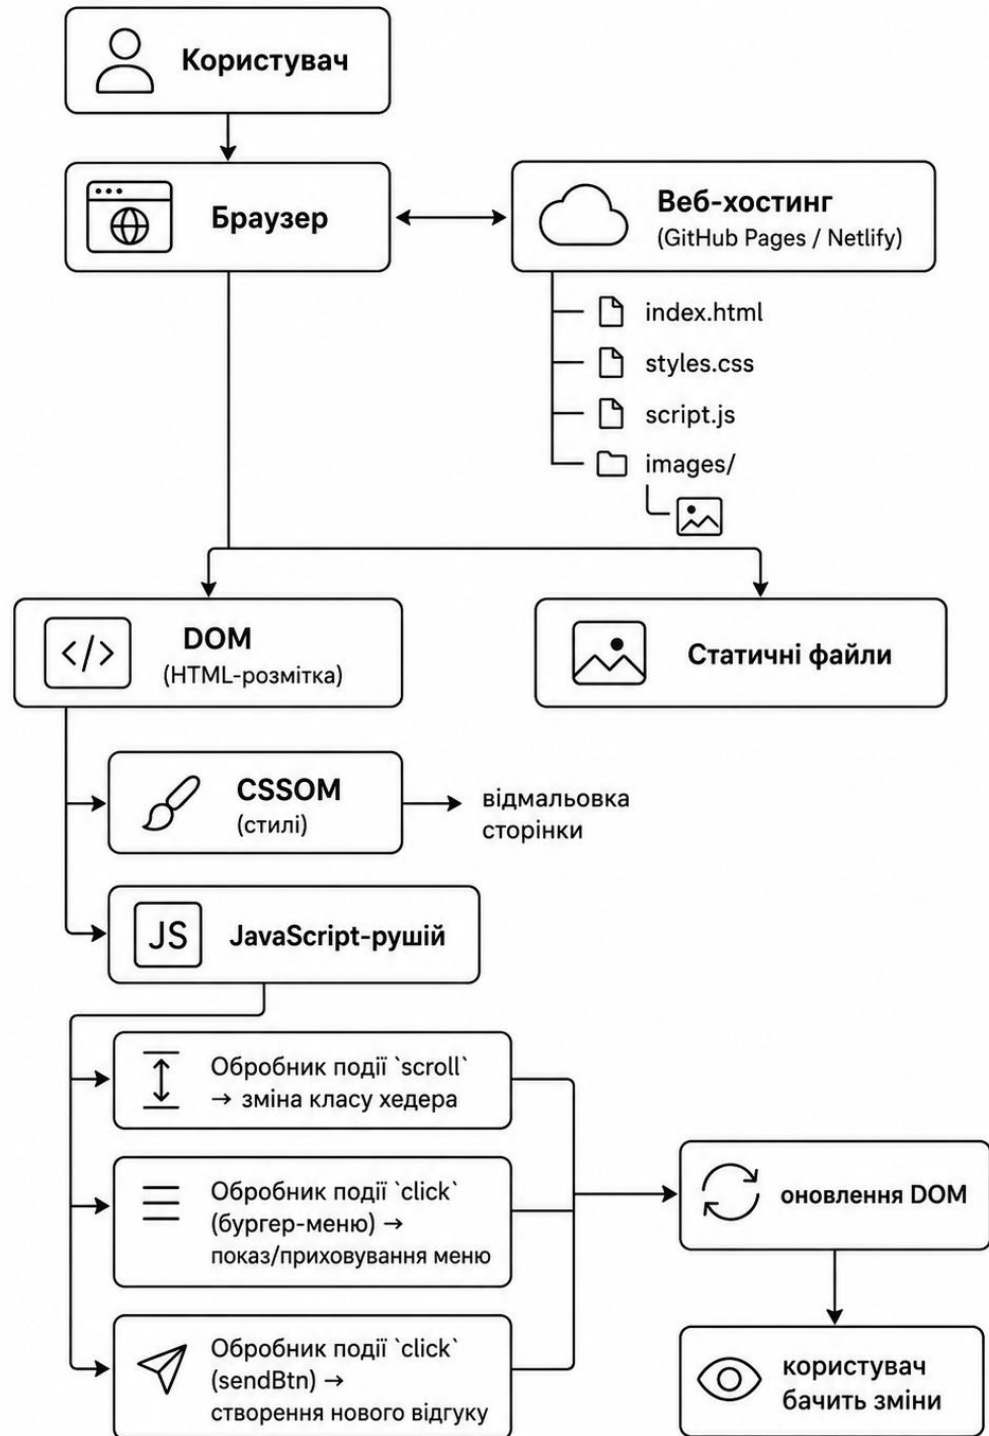 Користувач
Браузер
Веб-хостинг
(GitHub Pages / Netlify)
index.html
styles.css
script.js
images/
</>
DOM
(HTML-розмітка)
Статичні файли
CSSOM
(стилі)
відмальовка
сторінки
JS
JavaScript-рушій
Обробник події `scroll`
→ зміна класу хедера
Обробник події `click`
(бургер-меню) →
показ/приховування меню
Обробник події `click`
(sendBtn) →
створення нового відгуку
оновлення DOM
користувач
бачить зміни